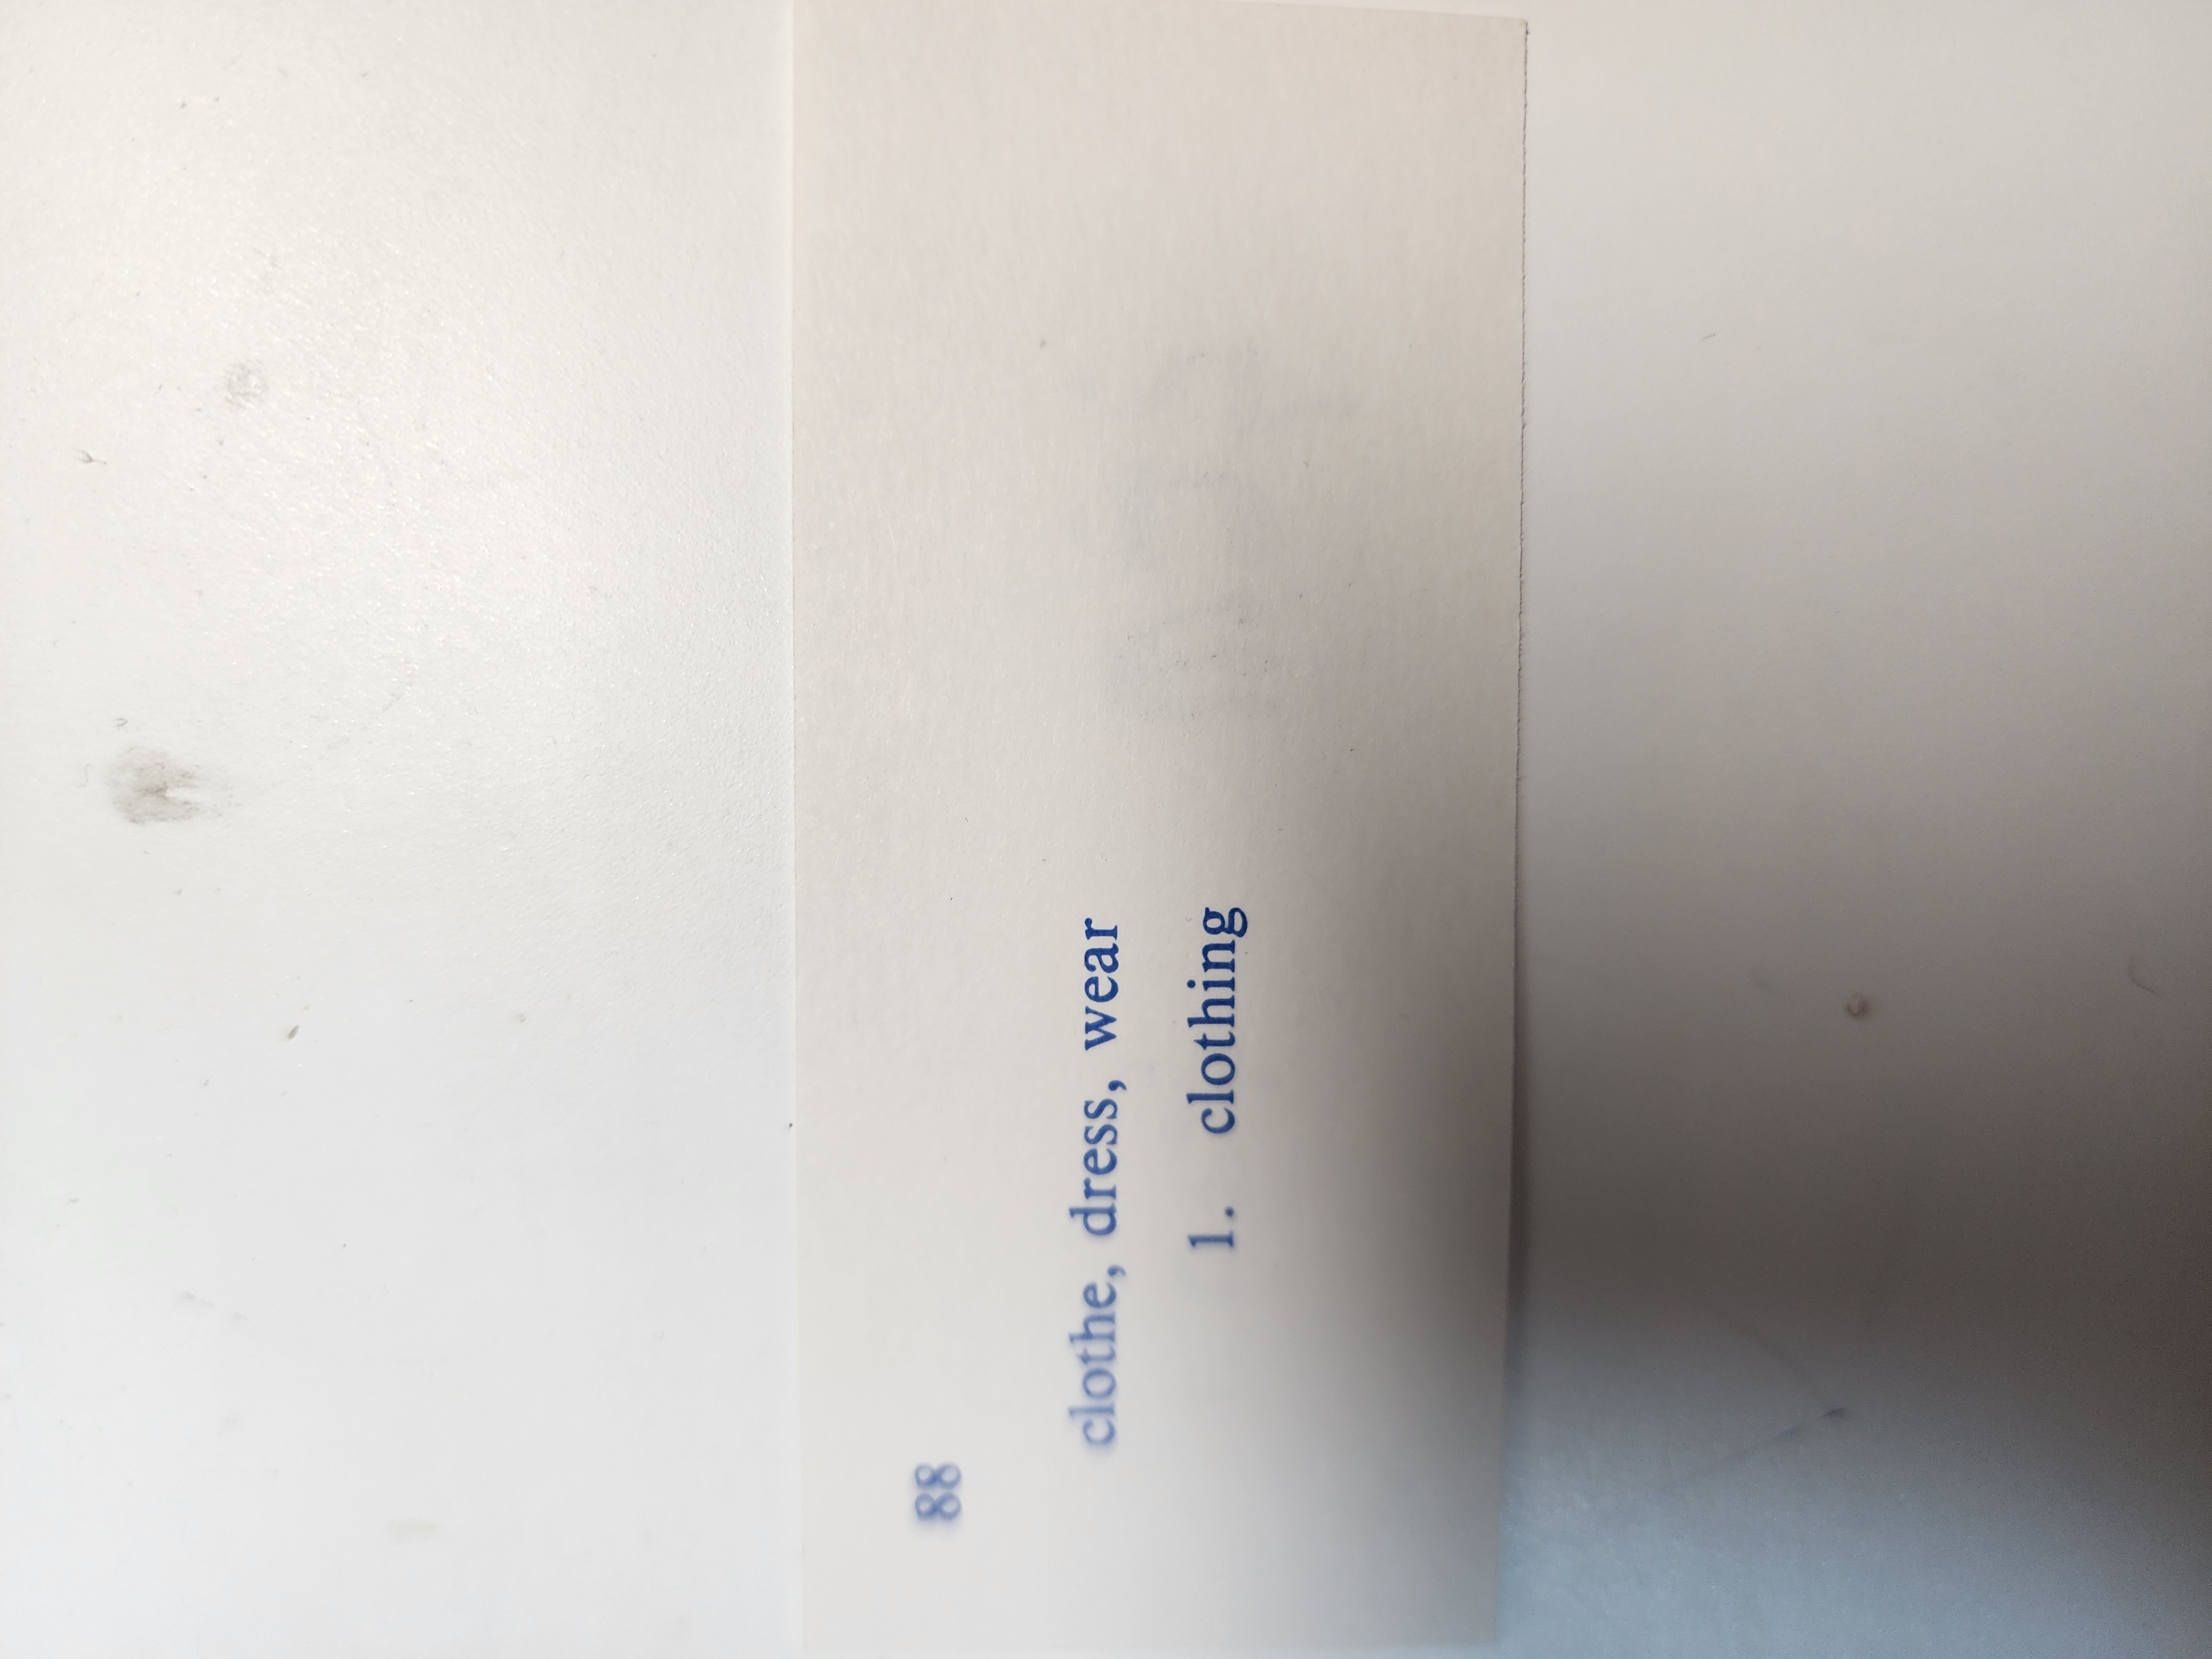 88
clothe, dress, wear
1. clothing